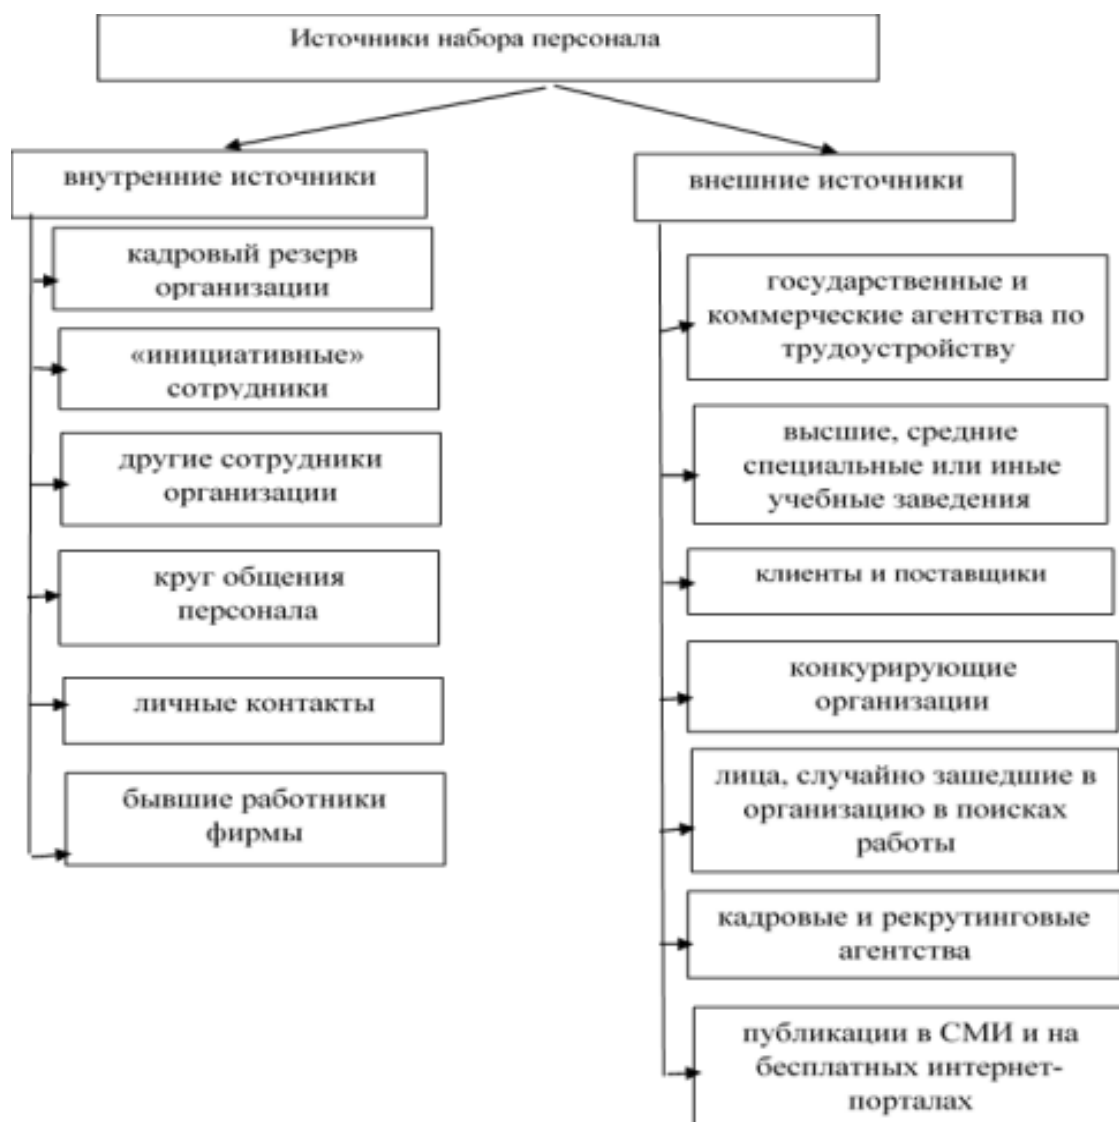 Источники набора персонала
внутренние источники
кадровый резерв
организации
«инициативные»
сотрудники
другие сотрудники
организации
круг общения
персонала
личные контакты
бывшие работники
фирмы
внешние источники
государственные и
коммерческие агентства по
трудоустройству
высшие, средние
специальные или иные
учебные заведения
клиенты и поставщики
конкурирующие
организации
лица, случайно зашедшие в
организацию в поисках
работы
кадровые и рекрутинговые
агентства
публикации в СМИ и на
бесплатных интернет-
порталах